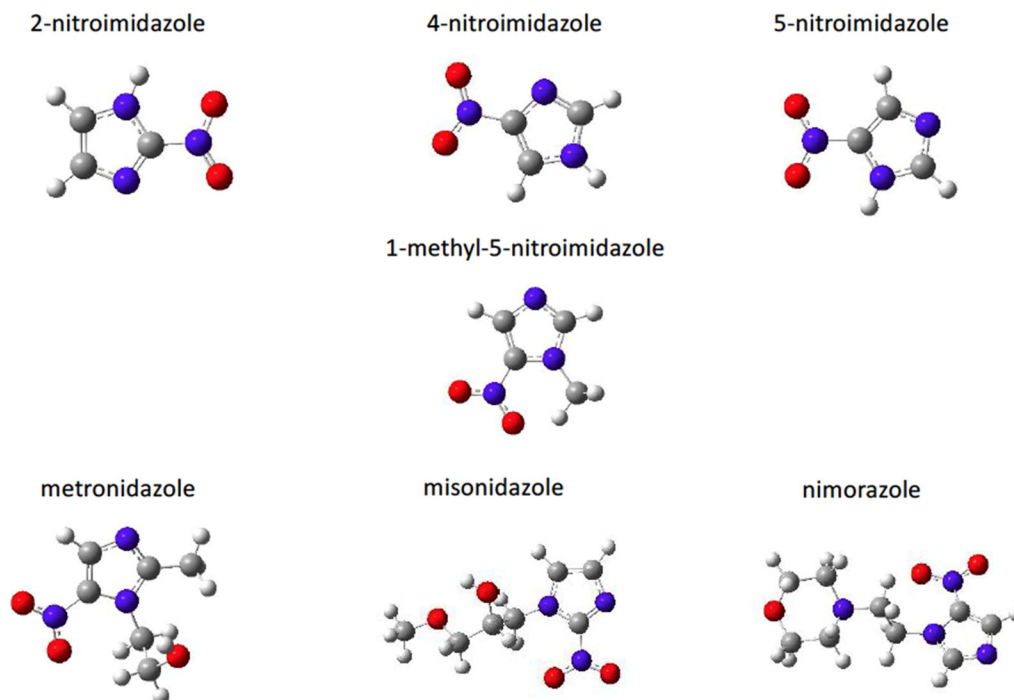 2-nitroimidazole
4-nitroimidazole
5-nitroimidazole
1-methyl-5-nitroimidazole
metronidazole
misonidazole
nimorazole